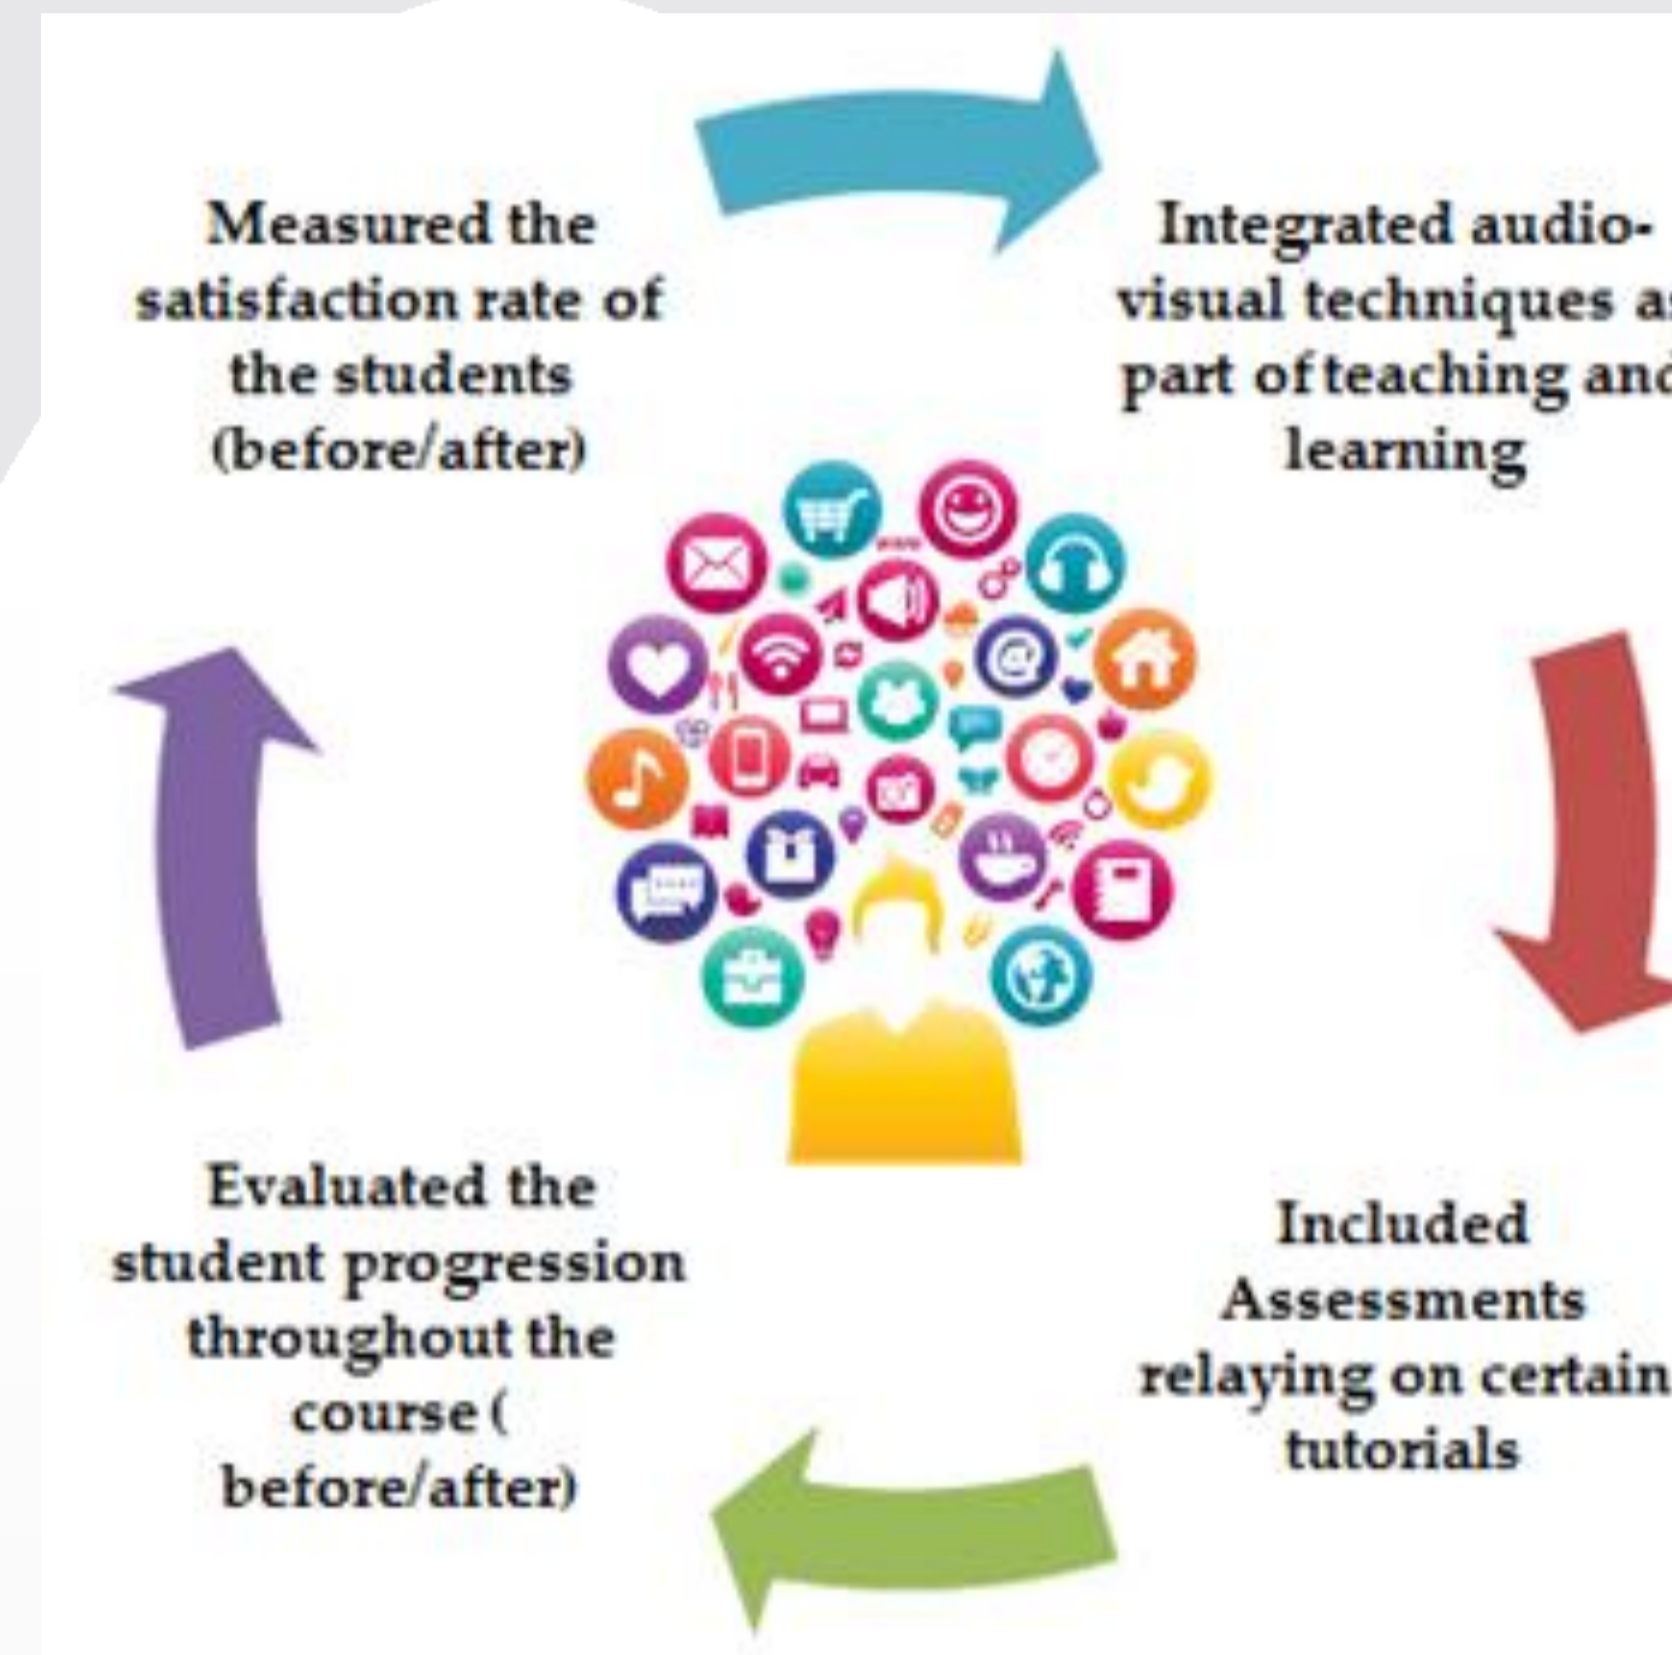 Measured the
satisfaction rate of
the students
(before/after)
Integrated audio-
visual techniques as
part of teaching and
learning
Included
Assessments
relaying on certain
tutorials
Evaluated the
student progression
throughout the
course (
before/after)